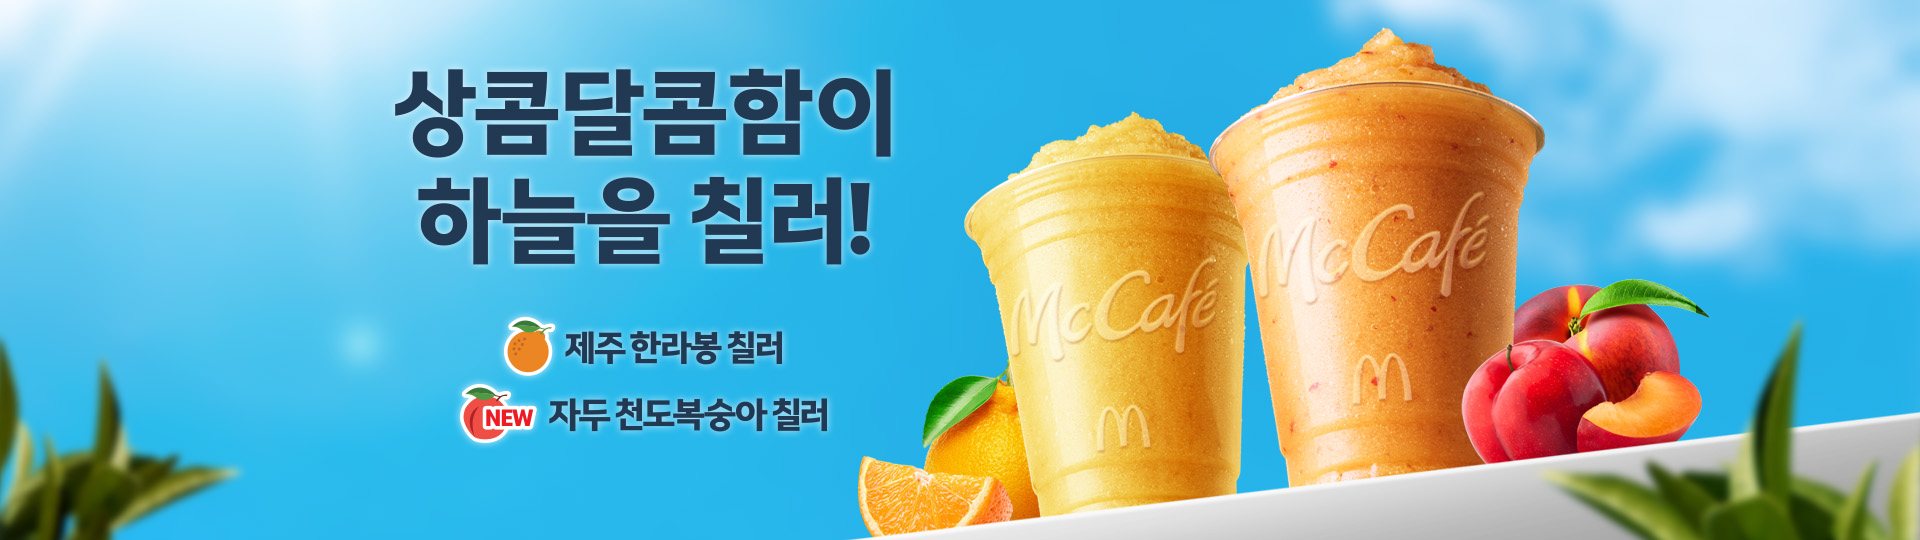 상콤달콤함이
하늘을 칠러!
제주 한라봉 칠러
NEW 자두 천도복숭아 칠러
McCafé
McCafé